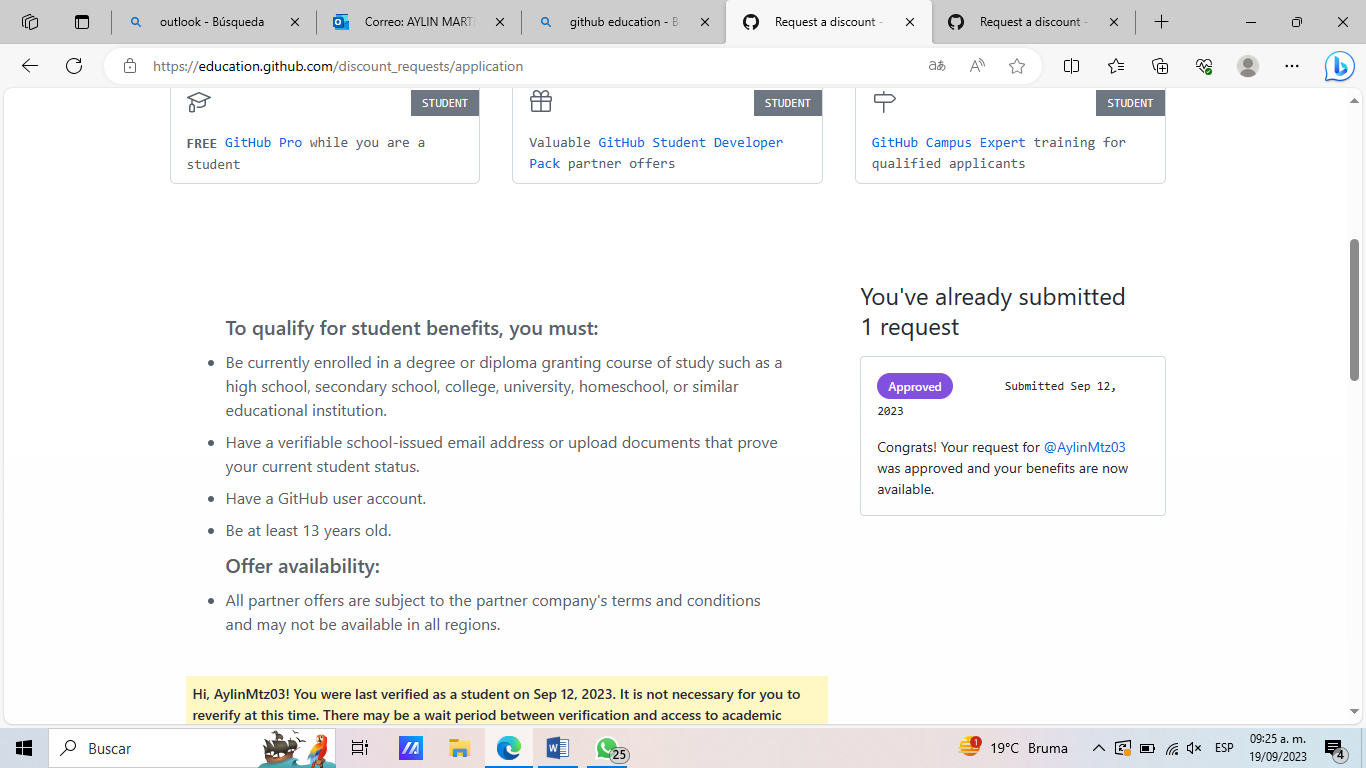 outlook - Búsqueda
Correo: AYLIN MART
github education - B
Request a discount -
Request a discount -
https://education.github.com/discount_requests/application
STUDENT
FREE GitHub Pro while you are a
student
STUDENT
Valuable GitHub Student Developer
Pack partner offers
STUDENT
GitHub Campus Expert training for
qualified applicants
To qualify for student benefits, you must:
Be currently enrolled in a degree or diploma granting course of study such as a
high school, secondary school, college, university, homeschool, or similar
educational institution.
Have a verifiable school-issued email address or upload documents that prove
your current student status.
Have a GitHub user account.
Be at least 13 years old.
Offer availability:
All partner offers are subject to the partner company's terms and conditions
and may not be available in all regions.
You've already submitted
1 request
Approved Submitted Sep 12,
2023
Congrats! Your request for @AylinMtz03
was approved and your benefits are now
available.
Hi, AylinMtz03! You were last verified as a student on Sep 12, 2023. It is not necessary for you to
reverify at this time. There may be a wait period between verification and access to academic
Buscar
25
1
19°C Bruma
ESP
09:25 a. m.
19/09/2023
4